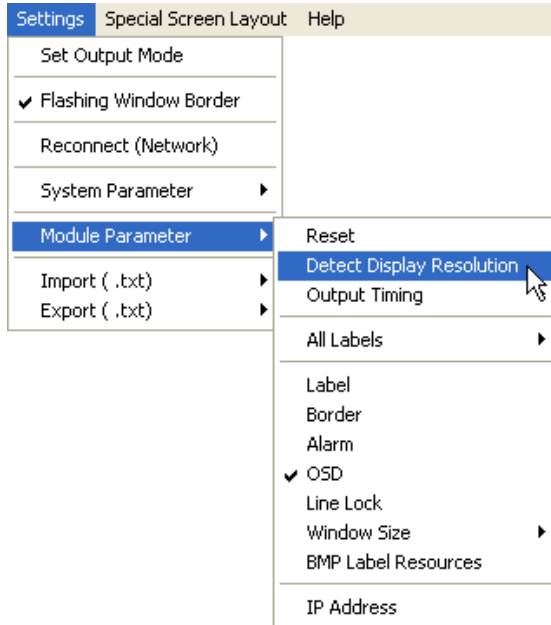 Settings Special Screen Layout Help
Set Output Mode
Flashing Window Border
Reconnect (Network)
System Parameter
Module Parameter
Import ( .txt)
Export ( .txt)
Reset
Detect Display Resolution
Output Timing
All Labels
Label
Border
Alarm
OSD
Line Lock
Window Size
BMP Label Resources
IP Address